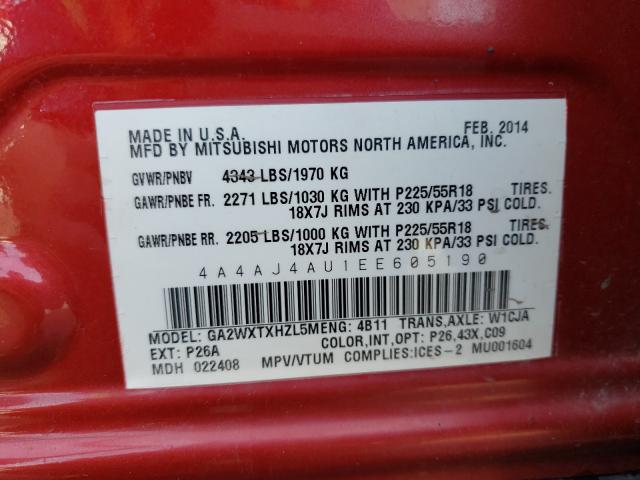 MADE IN U.S.A. FEB. 2014
MFD BY MITSUBISHI MOTORS NORTH AMERICA, INC.
GVWR/PNBV 4343 LBS/1970 KG
GAWR/PNBE FR. 2271 LBS/1030 KG WITH P225/55R18 TIRES.
18X7J RIMS AT 230 KPA/33 PSI COLD.
GAWR/PNBE RR. 2205 LBS/1000 KG WITH P225/55R18 TIRES.
18X7J RIMS AT 230 KPA/33 PSI COLD.
4A4AJ4AU1EE605190
MODEL: GA2WXTXHZL5MENG: 4B11 TRANS,AXLE: W1CJA
EXT: P26A COLOR,INT,OPT: P26,43X,C09
MDH 022408 MPV/VTUM COMPLIES:ICES-2 MU001604